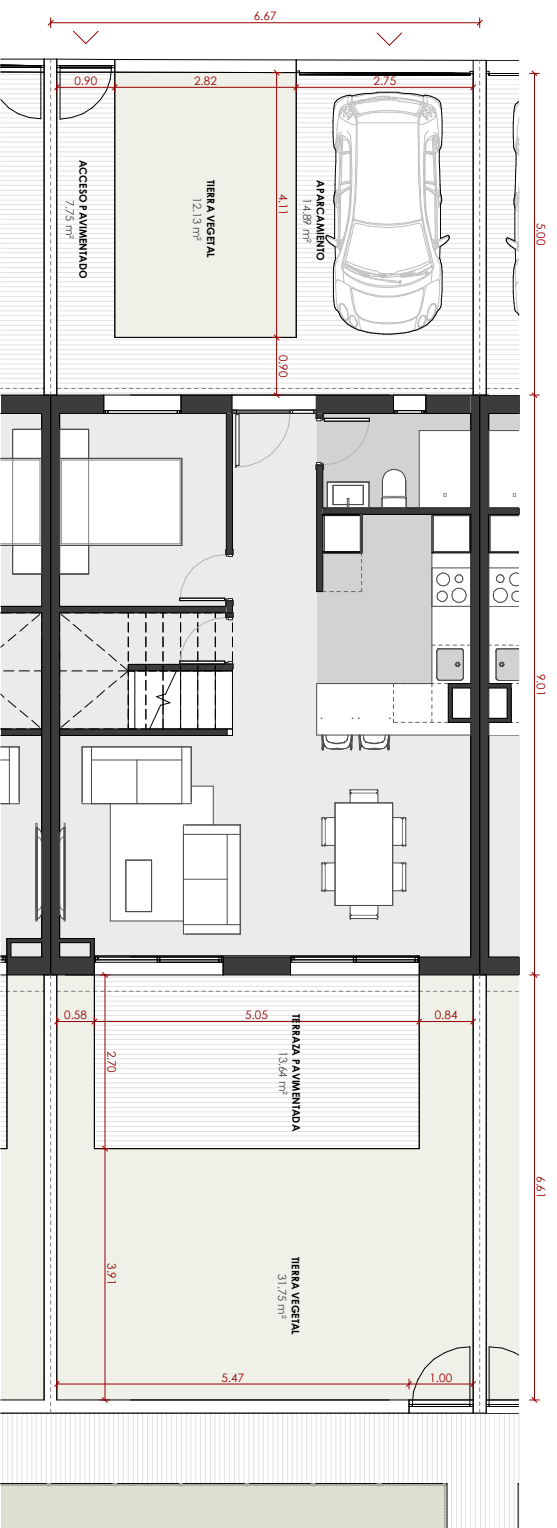 6.67
0.90
2.82
2.75
4.11
5.00
ACCESO PAVIMENTADO
7.75 m²
TIERRA VEGETAL
12.13 m²
APARCAMIENTO
14.89 m²
0.90
9.01
0.58
5.05
0.84
2.70
TERRAZA PAVIMENTADA
13.64 m²
6.61
3.91
TIERRA VEGETAL
31.75 m²
5.47
1.00